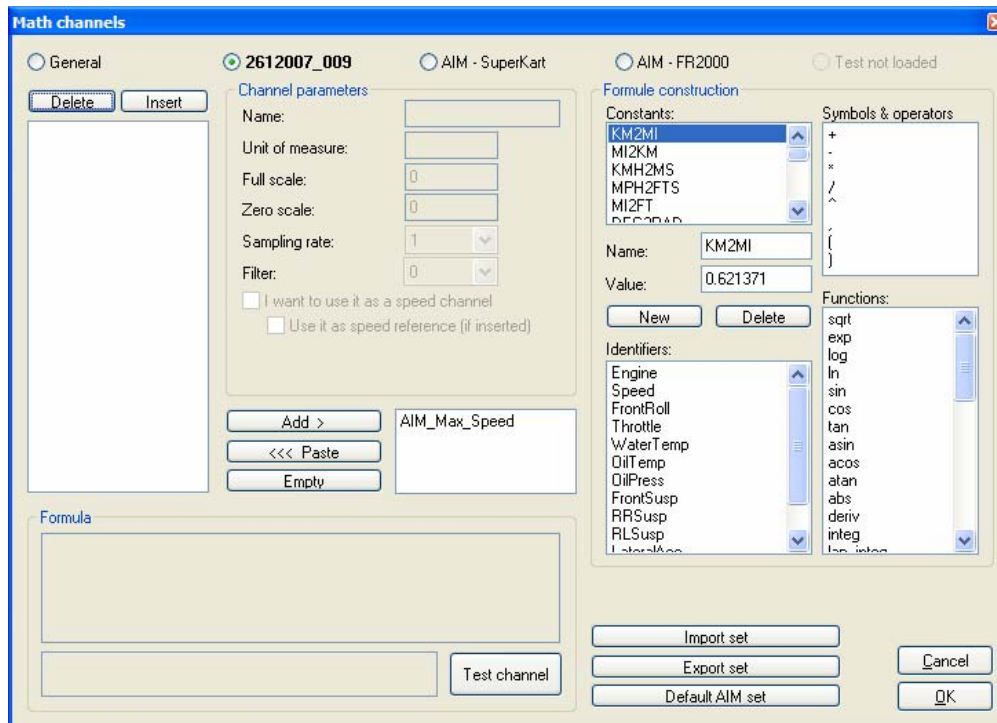 Math channels
General
2612007_009
AIM - SuperKart
AIM - FR2000
Test not loaded
Delete
Insert
Channel parameters
Name:
Unit of measure:
Full scale:
0
Zero scale:
0
Sampling rate:
1
Filter:
0
I want to use it as a speed channel
Use it as speed reference (if inserted)
Add >
<<< Paste
Empty
AIM_Max_Speed
Formula
Test channel
Formule construction
Constants:
KM2MI
MI2KM
KMH2MS
MPH2FTS
MI2FT
DEG2RAD
Name:
KM2MI
Value:
0.621371
New
Delete
Identifiers:
Engine
Speed
FrontRoll
Throttle
WaterTemp
OilTemp
OilPress
FrontSusp
RRSusp
RLSusp
LateralAcc
Symbols & operators
+
-
*
/
^
,
(
)
Functions:
sqrt
exp
log
ln
sin
cos
tan
asin
acos
atan
abs
deriv
integ
lap_integ
Import set
Export set
Default AIM set
Cancel
OK